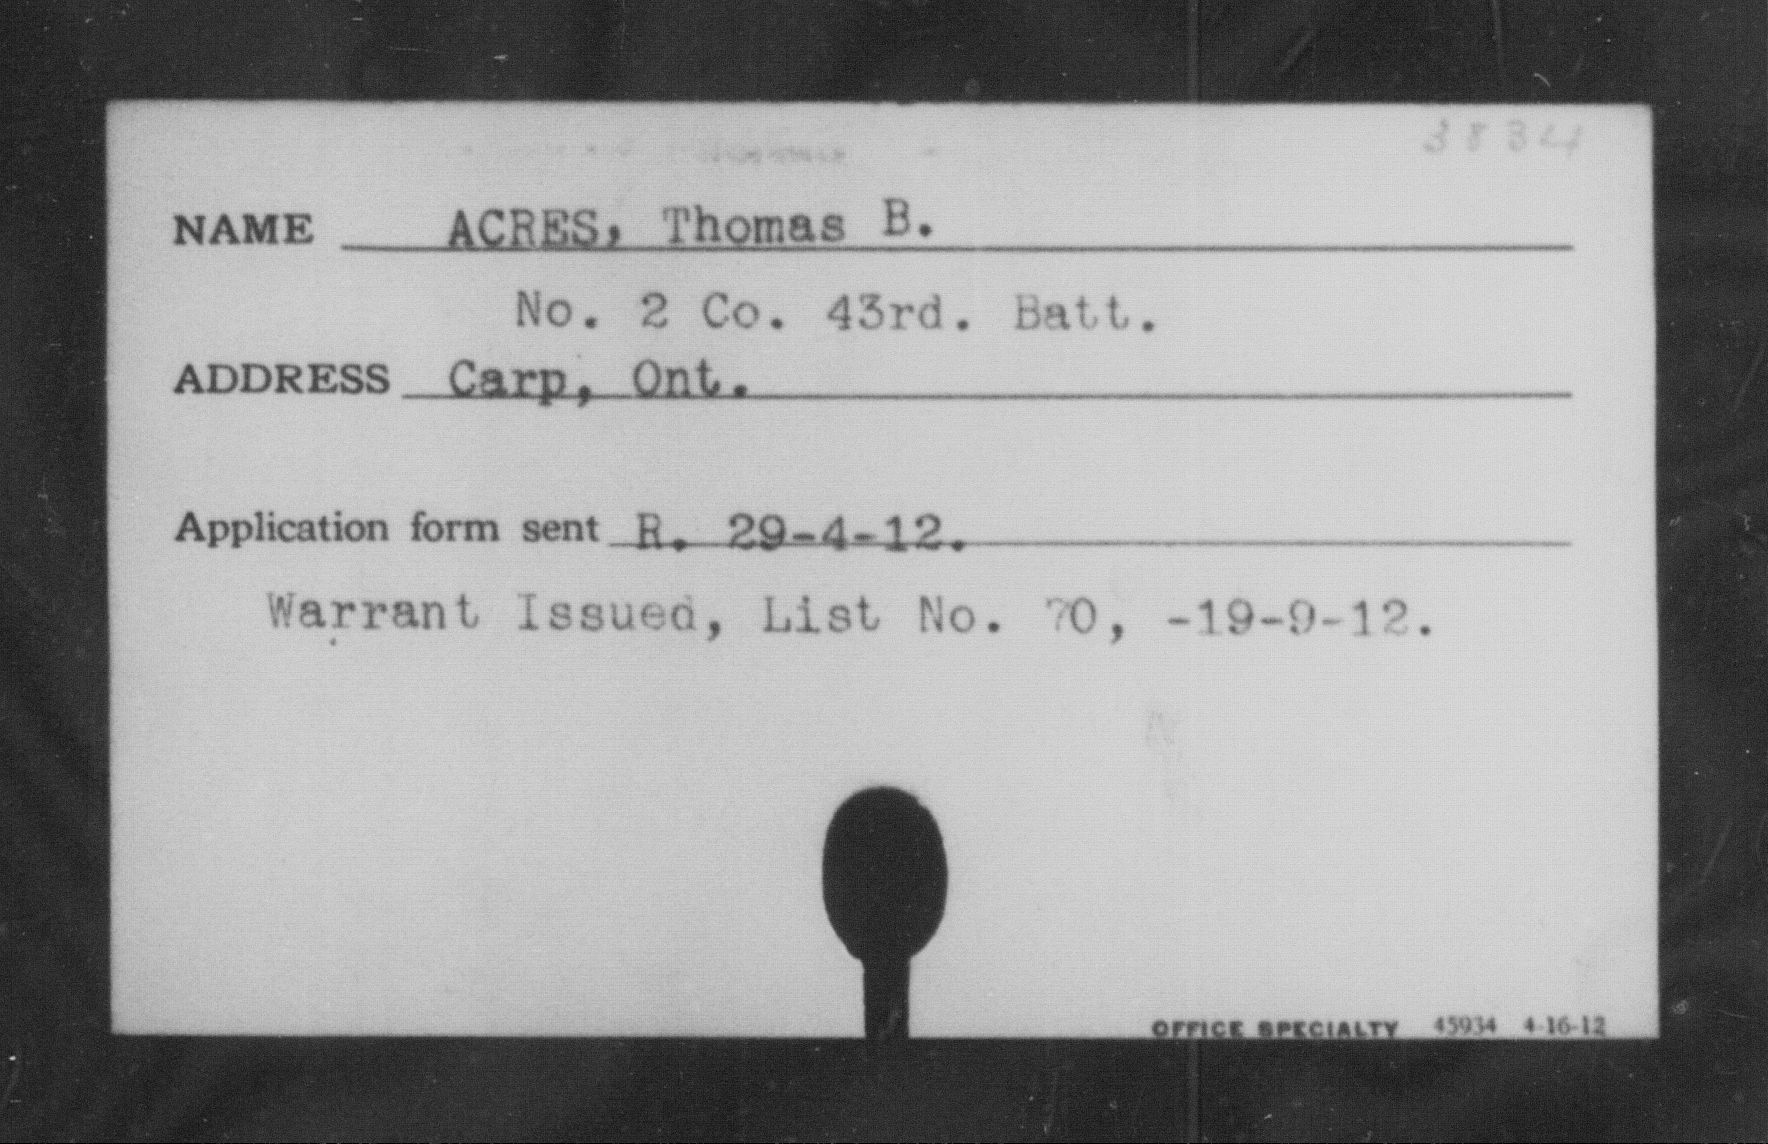 3834
NAME ACRES, Thomas B.
No. 2 Co. 43rd. Batt.
ADDRESS Carp, Ont.
Application form sent R. 29-4-12.
Warrant Issued, List No. 70, -19-9-12.
OFFICE SPECIALTY 45934 4-16-12